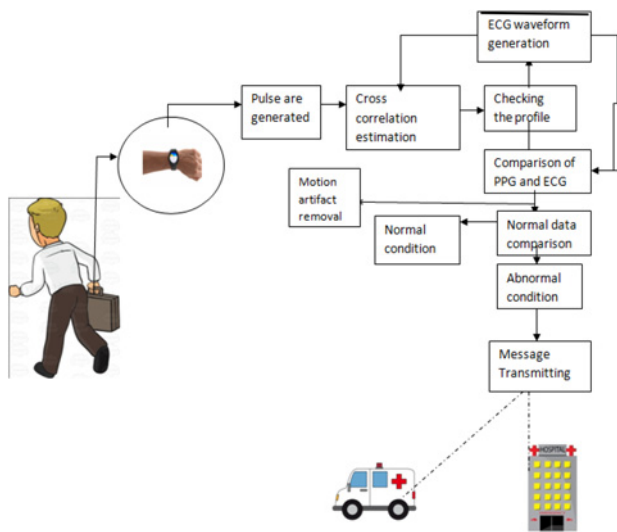 ECG waveform
generation
Pulse are
generated
Cross
correlation
estimation
Checking
the profile
Comparison of
PPG and ECG
Motion
artifact
removal
Normal
condition
Normal data
comparison
Abnormal
condition
Message
Transmitting
HOSPITAL